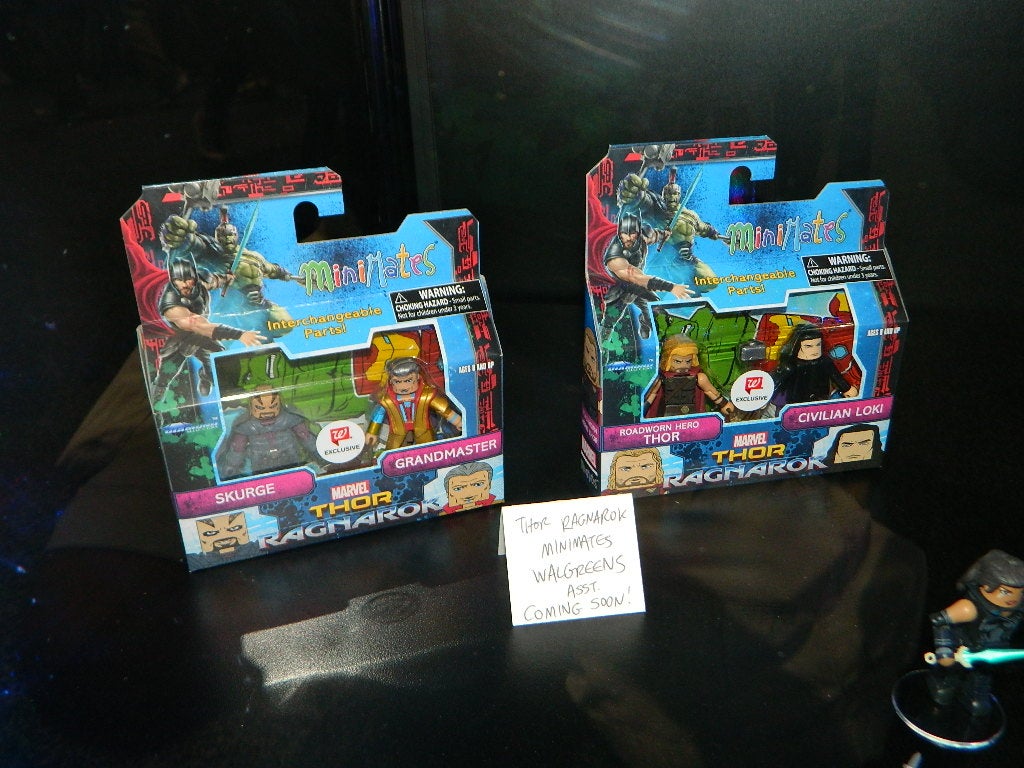 MiNiMates
Interchangeable
Parts!
WARNING:
CHOKING HAZARD - Small parts.
Not for children under 3 years.
AGES 8 AND UP
W
EXCLUSIVE
SKURGE
GRANDMASTER
MARVEL
THOR
RAGNAROK
MiNiMates
Interchangeable
Parts!
WARNING:
CHOKING HAZARD - Small parts.
Not for children under 3 years.
AGES 8 AND UP
W
EXCLUSIVE
ROADWORN HERO
THOR
CIVILIAN LOKI
MARVEL
THOR
RAGNAROK
THOR RAGNAROK
MINIMATES
WALGREENS
ASST.
COMING SOON!